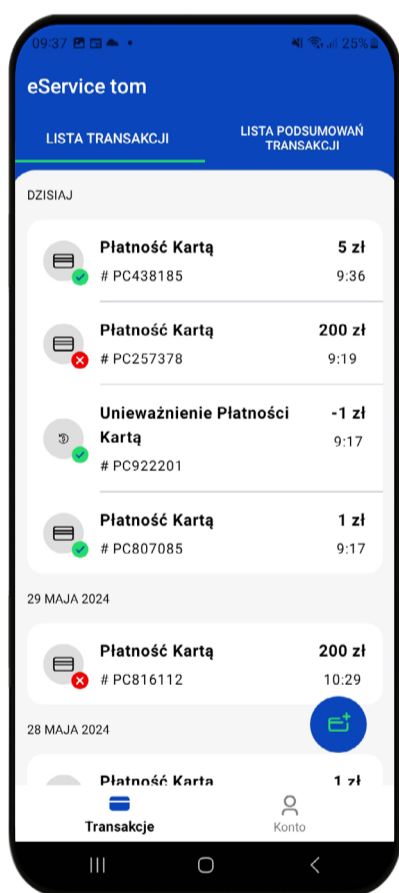 09:37 25%
eService tom
LISTA TRANSAKCJI
LISTA PODSUMOWAŃ
TRANSAKCJI
DZISIAJ
Płatność Kartą 5 zł
# PC438185 9:36
Płatność Kartą 200 zł
# PC257378 9:19
Unieważnienie Płatności -1 zł
Kartą 9:17
# PC922201
Płatność Kartą 1 zł
# PC807085 9:17
29 MAJA 2024
Płatność Kartą 200 zł
# PC816112 10:29
28 MAJA 2024
Płatność Kartą 1 zł
Transakcje Konto